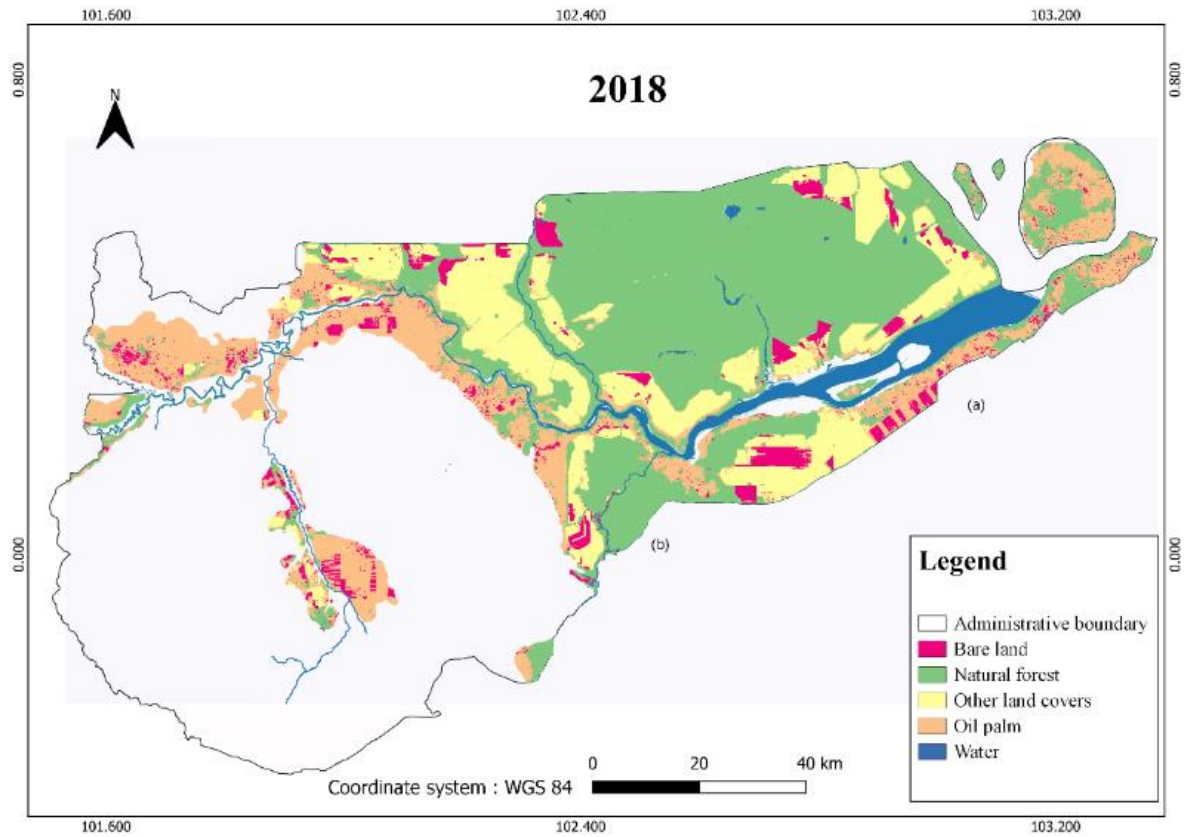 101.600 102.400 103.200
0.800 0.800
2018
N
(a)
(b)
0.000 0.000
Legend
Administrative boundary
Bare land
Natural forest
Other land covers
Oil palm
Water
0 20 40 km
Coordinate system : WGS 84
101.600 102.400 103.200